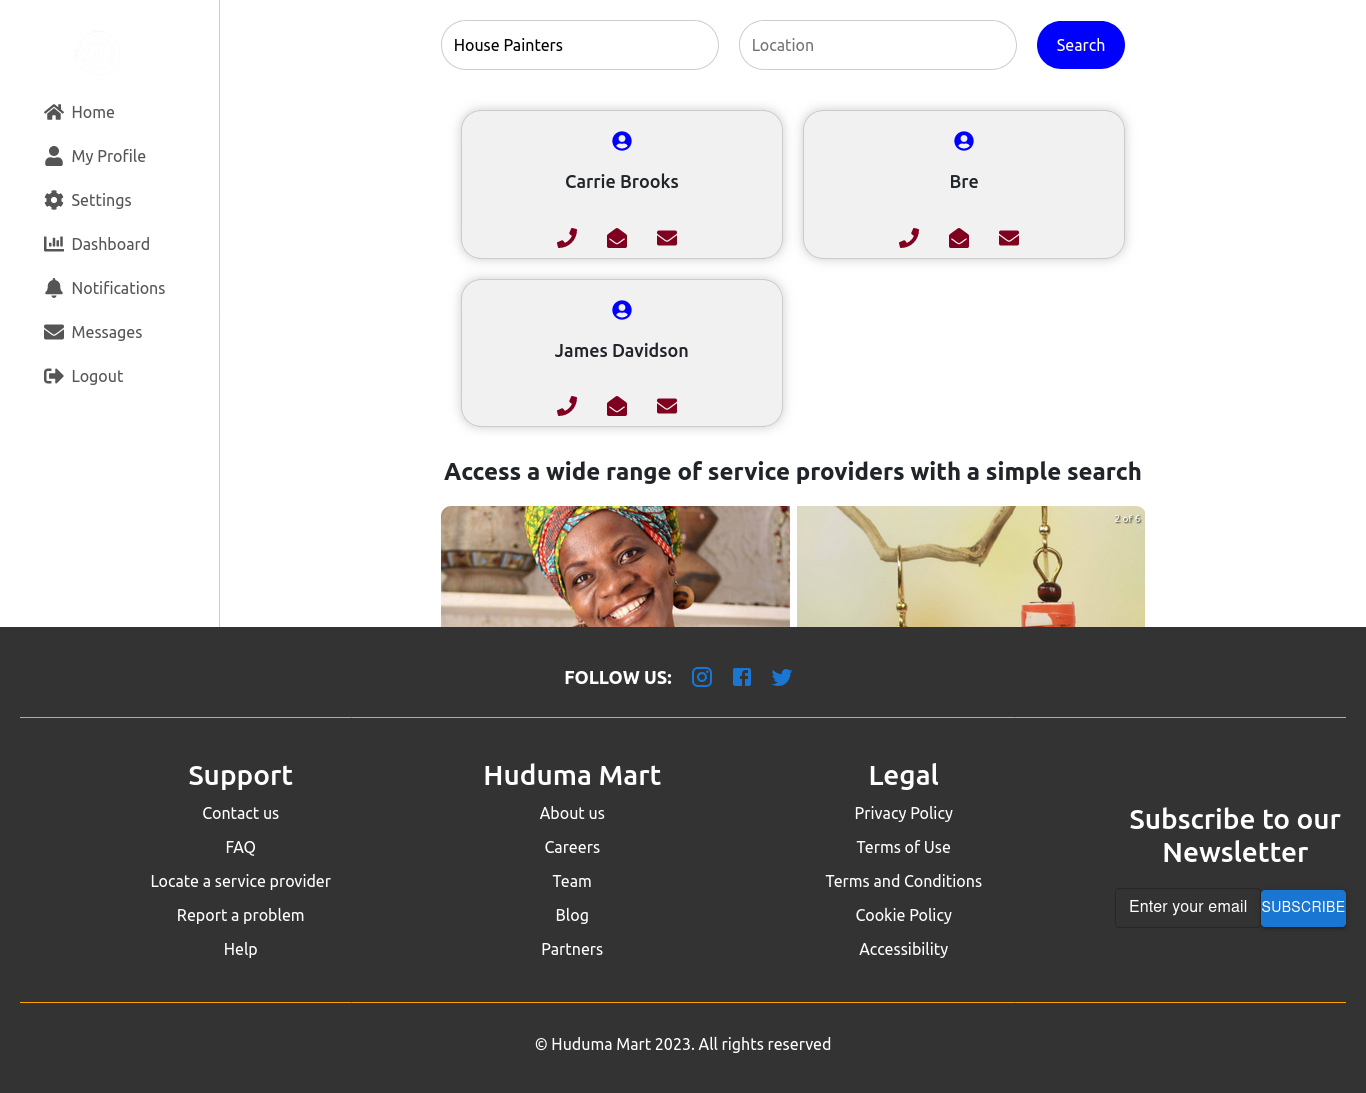 House Painters
Location
Search
Home
My Profile
Settings
Dashboard
Notifications
Messages
Logout
Carrie Brooks
Bre
James Davidson
Access a wide range of service providers with a simple search
2 of 6
FOLLOW US:
Support
Contact us
FAQ
Locate a service provider
Report a problem
Help
Huduma Mart
About us
Careers
Team
Blog
Partners
Legal
Privacy Policy
Terms of Use
Terms and Conditions
Cookie Policy
Accessibility
Subscribe to our
Newsletter
Enter your email
SUBSCRIBE
© Huduma Mart 2023. All rights reserved